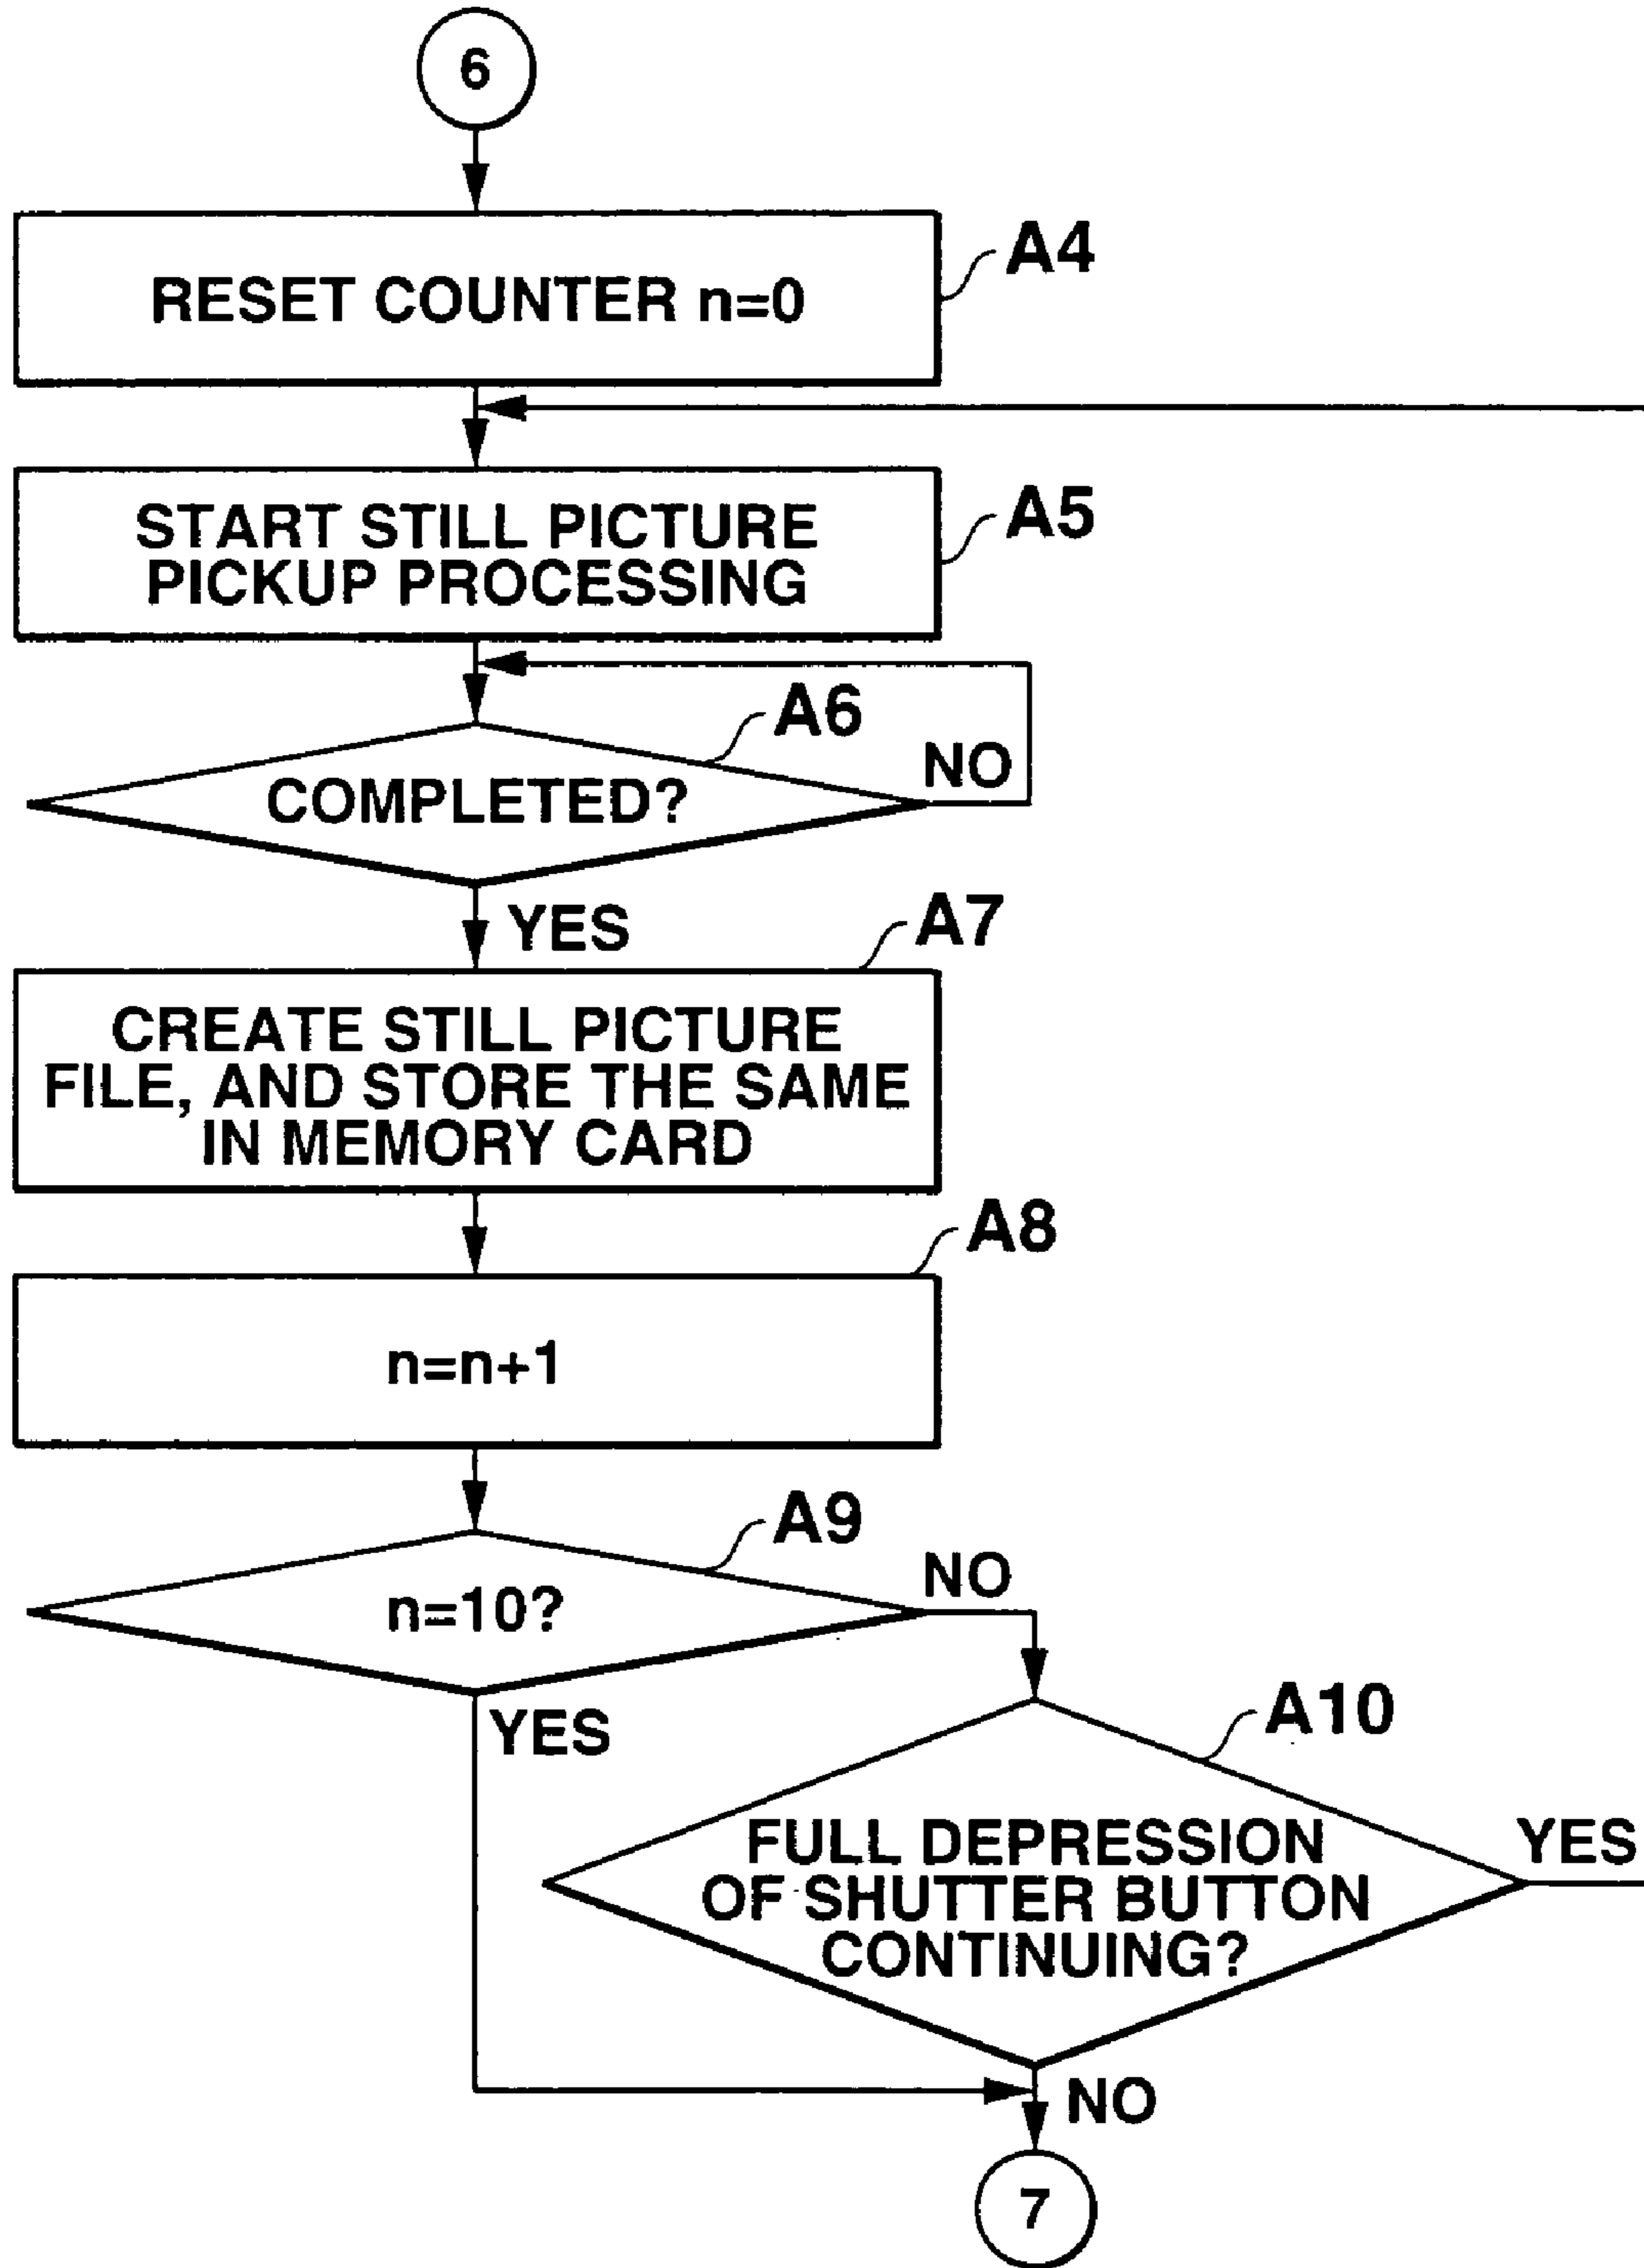 6
A4
RESET COUNTER n=0
START STILL PICTURE
PICKUP PROCESSING
A5
A6
COMPLETED?
NO
YES
A7
CREATE STILL PICTURE
FILE, AND STORE THE SAME
IN MEMORY CARD
A8
n=n+1
A9
n=10?
NO
YES
A10
FULL DEPRESSION
OF SHUTTER BUTTON
CONTINUING?
YES
NO
7